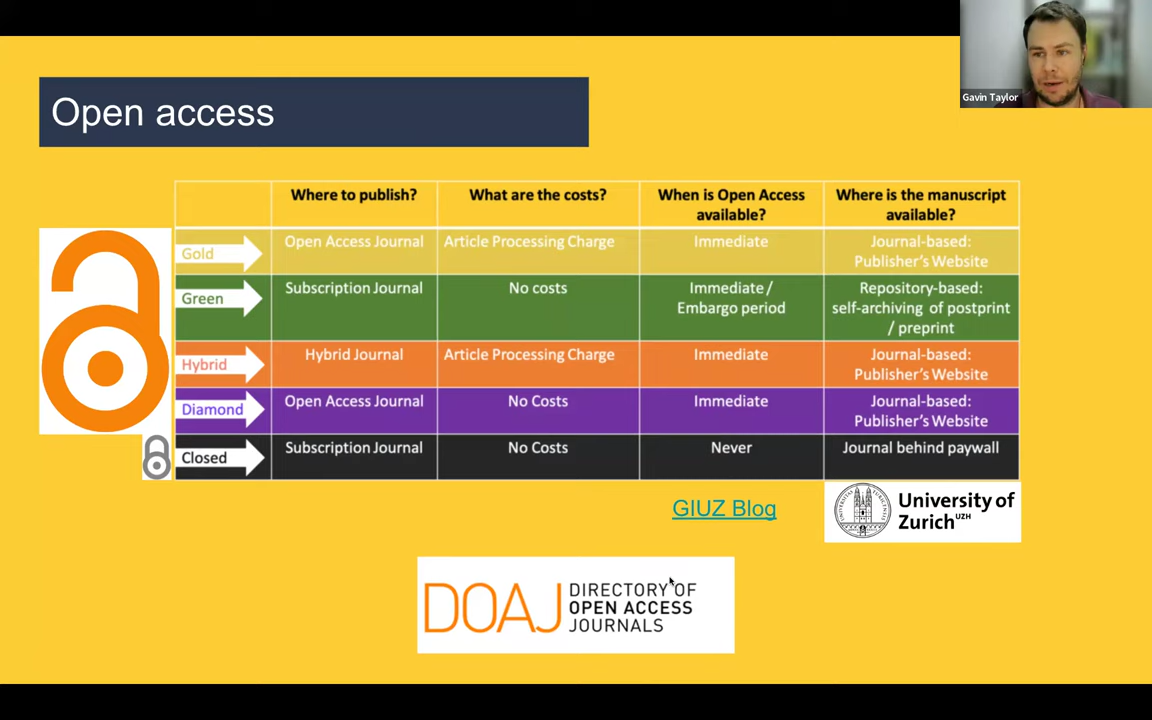 Gavin Taylor
Open access
Where to publish?
What are the costs?
When is Open Access
available?
Where is the manuscript
available?
Gold
Open Access Journal
Article Processing Charge
Immediate
Journal-based:
Publisher's Website
Green
Subscription Journal
No costs
Immediate /
Embargo period
Repository-based:
self-archiving of postprint
/ preprint
Hybrid
Hybrid Journal
Article Processing Charge
Immediate
Journal-based:
Publisher's Website
Diamond
Open Access Journal
No Costs
Immediate
Journal-based:
Publisher's Website
Closed
Subscription Journal
No Costs
Never
Journal behind paywall
GIUZ Blog
University of
Zurich UZH
DOAJ
DIRECTORY OF
OPEN ACCESS
JOURNALS